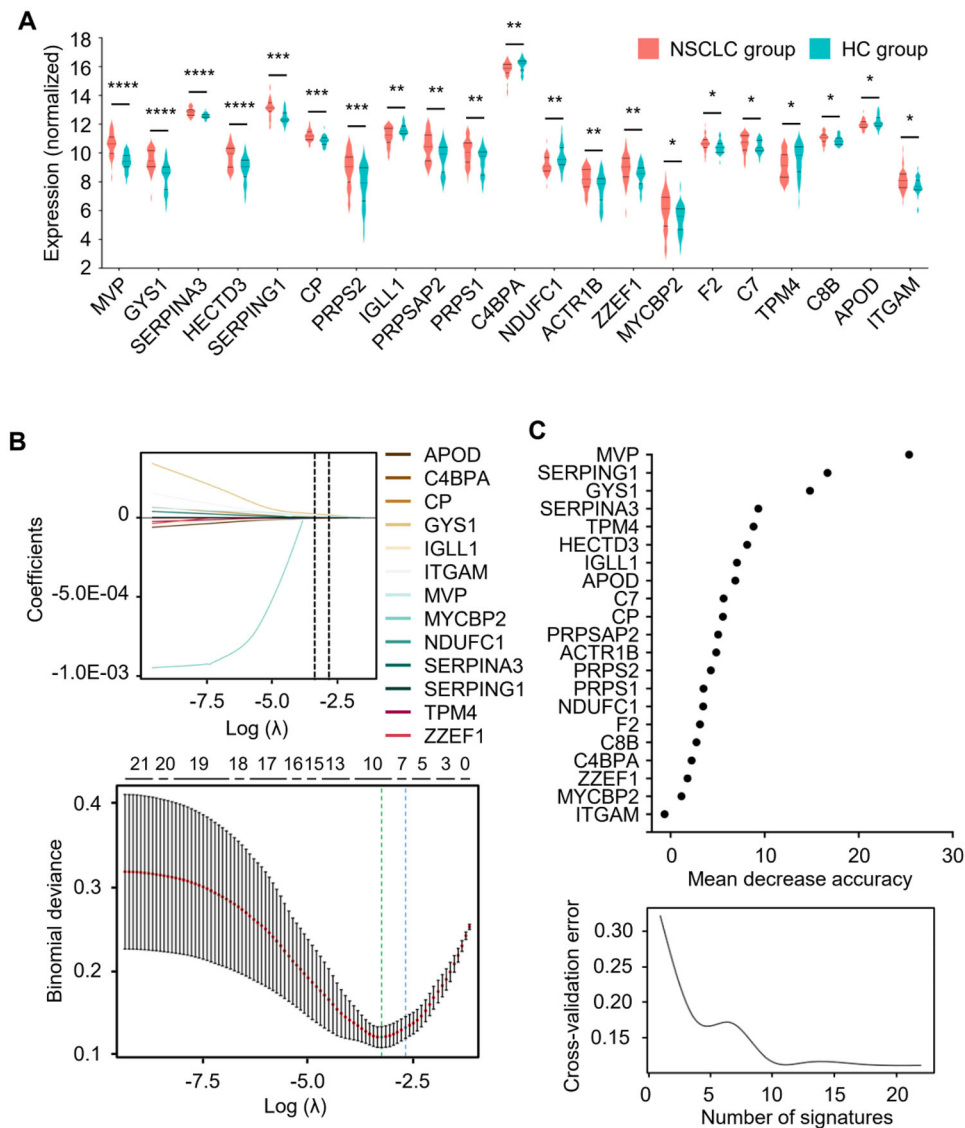 A
Expression (normalized)
18
16
14
12
10
8
6
4
2
NSCLC group
HC group
****
****
****
****
***
***
***
**
**
**
**
**
**
**
*
*
*
*
*
*
*
MVP
GYS1
SERPINA3
HECTD3
SERPING1
CP
PRPS2
IGLL1
PRPSAP2
PRPS1
C4BPA
NDUFC1
ACTR1B
ZZEF1
MYCBP2
F2
C7
TPM4
C8B
APOD
ITGAM
B
Coefficients
0
-5.0E-04
-1.0E-03
-7.5
-5.0
-2.5
Log (λ)
APOD
C4BPA
CP
GYS1
IGLL1
ITGAM
MVP
MYCBP2
NDUFC1
SERPINA3
SERPING1
TPM4
ZZEF1
21 20 19 18 17 16 15 13 10 7 5 3 0
Binomial deviance
0.4
0.3
0.2
0.1
-7.5
-5.0
-2.5
Log (λ)
C
MVP
SERPING1
GYS1
SERPINA3
TPM4
HECTD3
IGLL1
APOD
C7
CP
PRPSAP2
ACTR1B
PRPS2
PRPS1
NDUFC1
F2
C8B
C4BPA
ZZEF1
MYCBP2
ITGAM
0
10
20
30
Mean decrease accuracy
Cross-validation error
0.30
0.25
0.20
0.15
5
10
15
20
Number of signatures